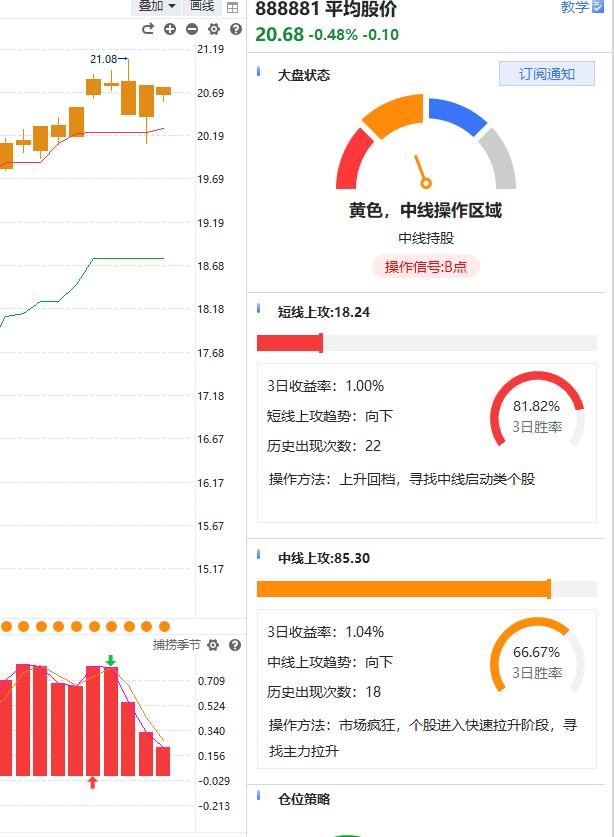 叠加
画线
888881 平均股价
教学
20.68 -0.48% -0.10
大盘状态
订阅通知
黄色，中线操作区域
中线持股
操作信号:B点
短线上攻:18.24
3日收益率：1.00%
短线上攻趋势：向下
历史出现次数：22
81.82%
3日胜率
操作方法：上升回档，寻找中线启动类个股
中线上攻:85.30
3日收益率：1.04%
中线上攻趋势：向下
历史出现次数：18
66.67%
3日胜率
操作方法：市场疯狂，个股进入快速拉升阶段，寻
找主力拉升
仓位策略
21.08
21.19
20.69
20.19
19.69
19.19
18.68
18.18
17.68
17.18
16.67
16.17
15.67
15.17
捕捞季节
0.709
0.524
0.340
0.156
-0.029
-0.213